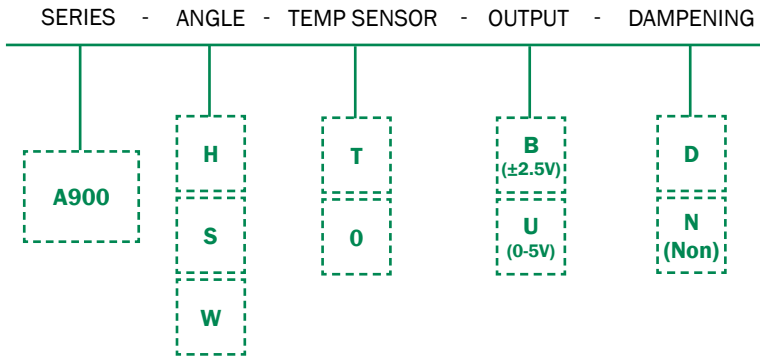 SERIES - ANGLE - TEMP SENSOR - OUTPUT - DAMPENING
A900
H
S
W
T
0
B
(±2.5V)
U
(0-5V)
D
N
(Non)